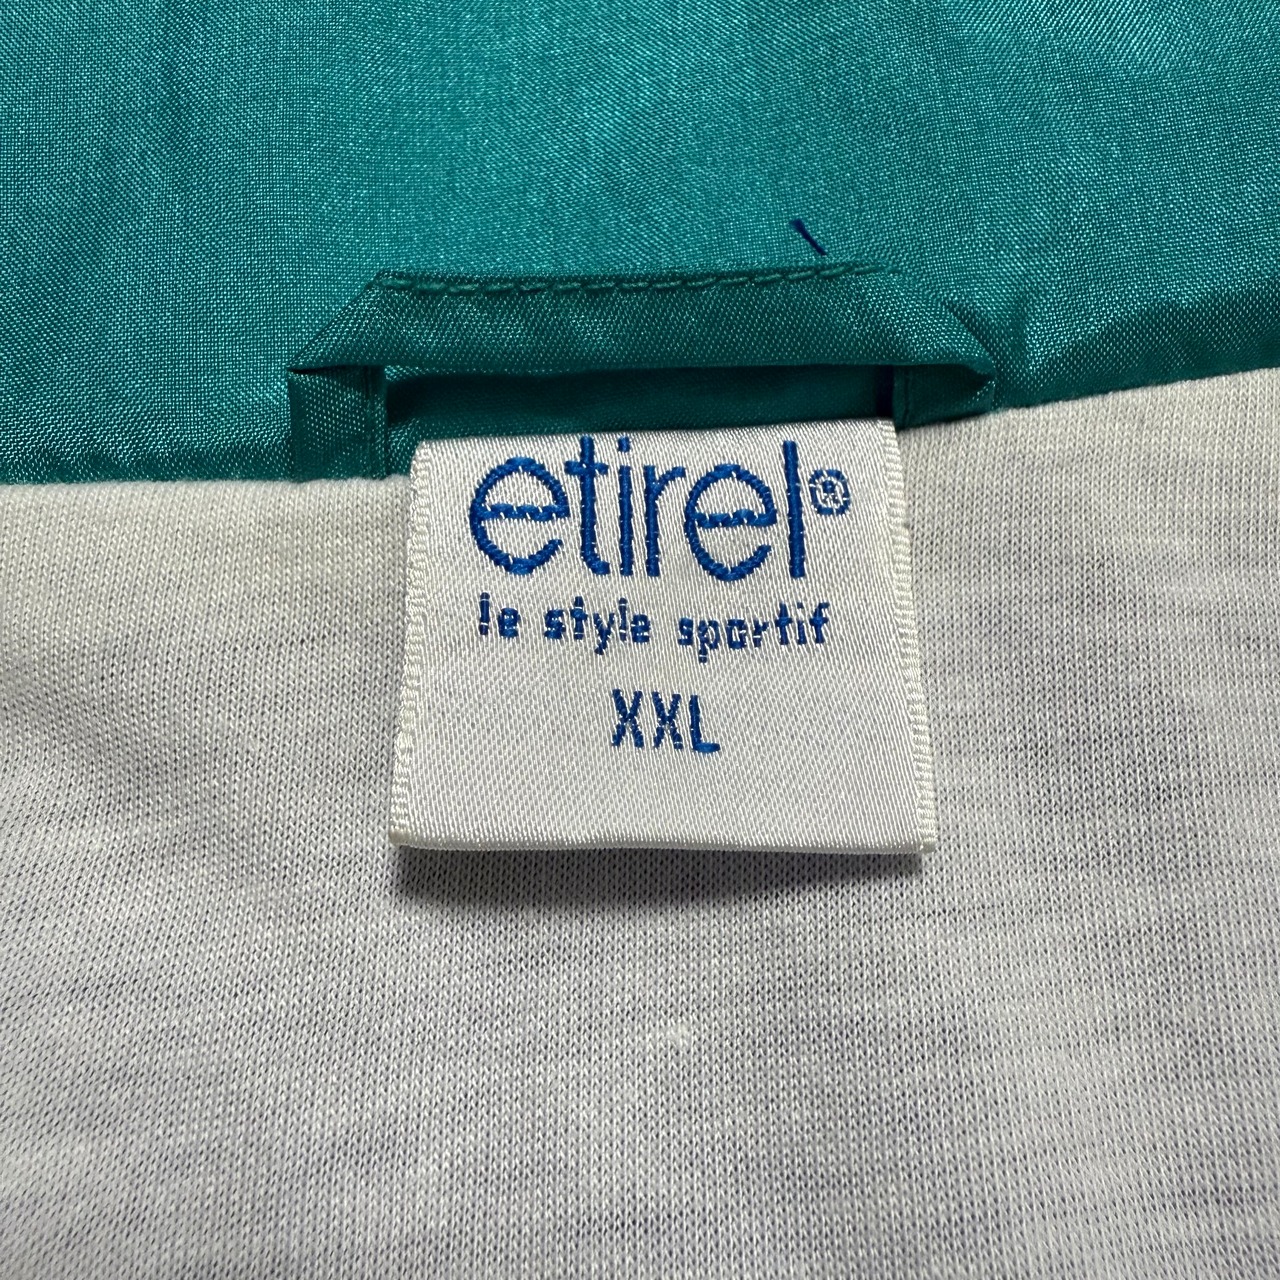 etirel®
le style sportif
XXL